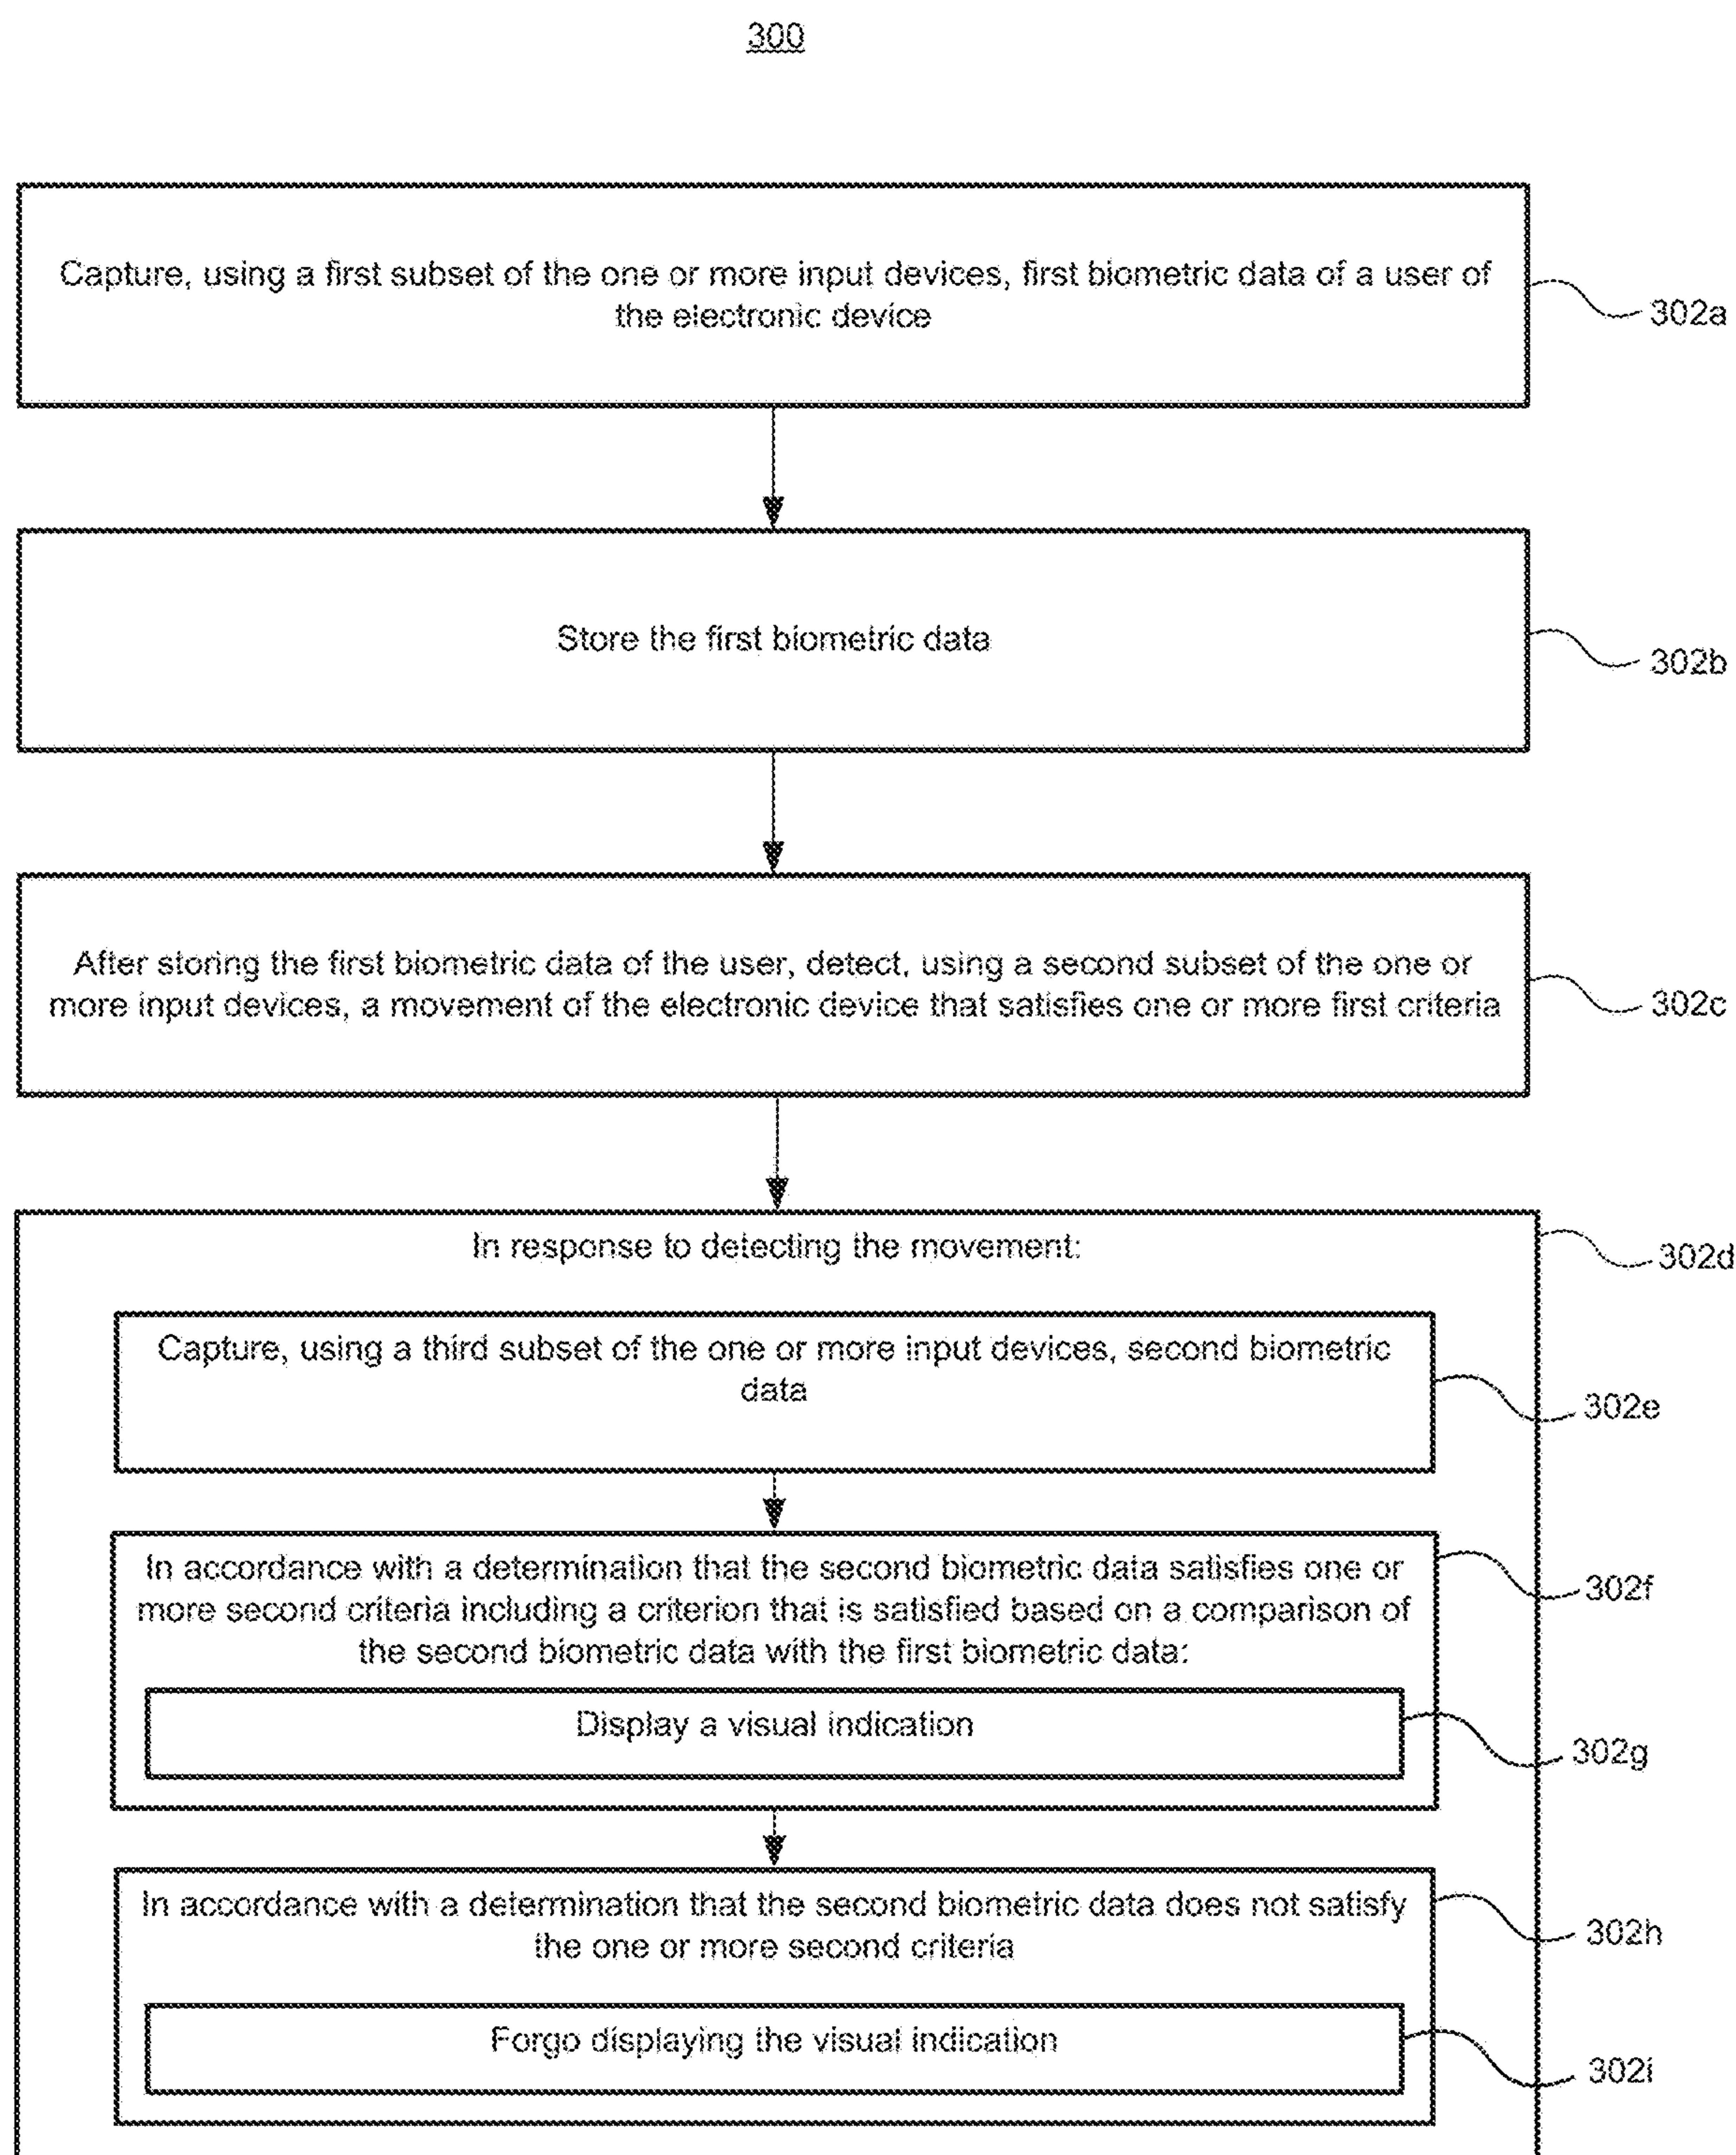 300
Capture, using a first subset of the one or more input devices, first biometric data of a user of
the electronic device
302a
Store the first biometric data
302b
After storing the first biometric data of the user, detect, using a second subset of the one or
more input devices, a movement of the electronic device that satisfies one or more first criteria
302c
In response to detecting the movement:
302d
Capture, using a third subset of the one or more input devices, second biometric
data
302e
In accordance with a determination that the second biometric data satisfies one or
more second criteria including a criterion that is satisfied based on a comparison of
the second biometric data with the first biometric data:
302f
Display a visual indication
302g
In accordance with a determination that the second biometric data does not satisfy
the one or more second criteria
302h
Forgo displaying the visual indication
302i